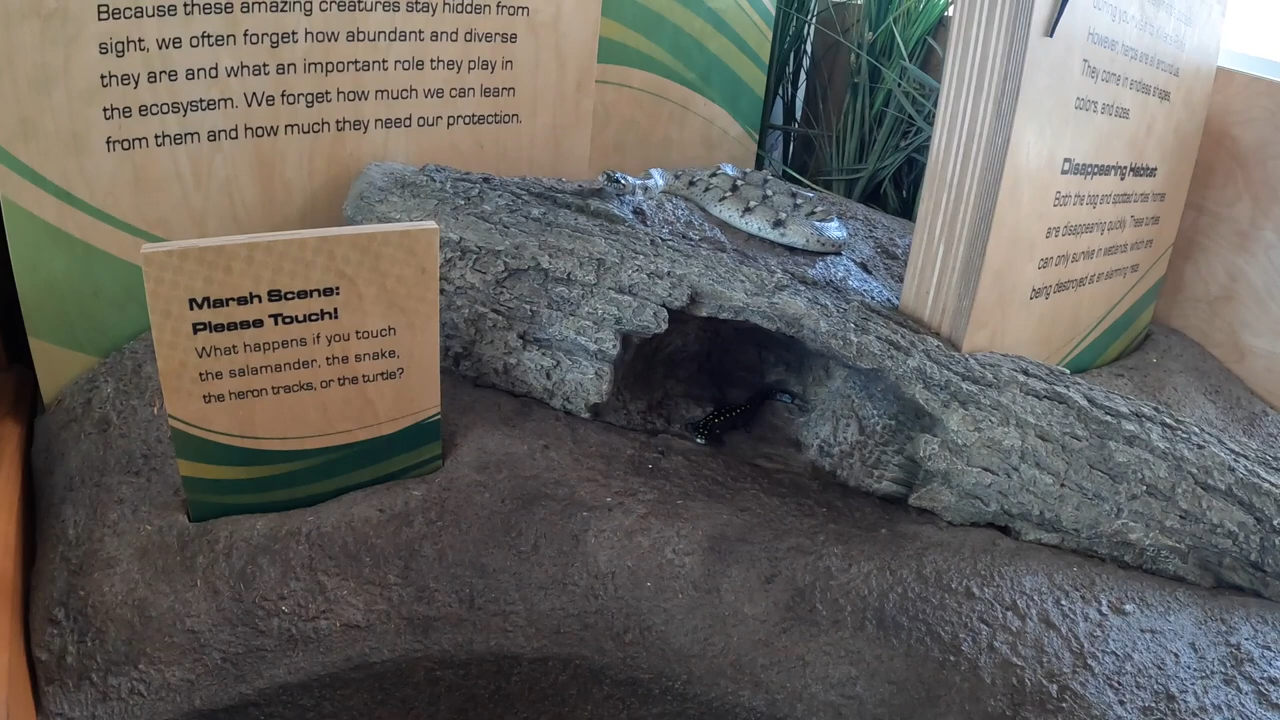 Because these amazing creatures stay hidden from
sight, we often forget how abundant and diverse
they are and what an important role they play in
the ecosystem. We forget how much we can learn
from them and how much they need our protection.
Marsh Scene:
Please Touch!
What happens if you touch
the salamander, the snake,
the heron tracks, or the turtle?
during your
However, herps are all around us.
They come in endless shapes,
colors, and sizes.
Disappearing Habitat
Both the bog and spotted turtles' homes
are disappearing quickly. These turtles
can only survive in wetlands, which are
being destroyed at an alarming rate.